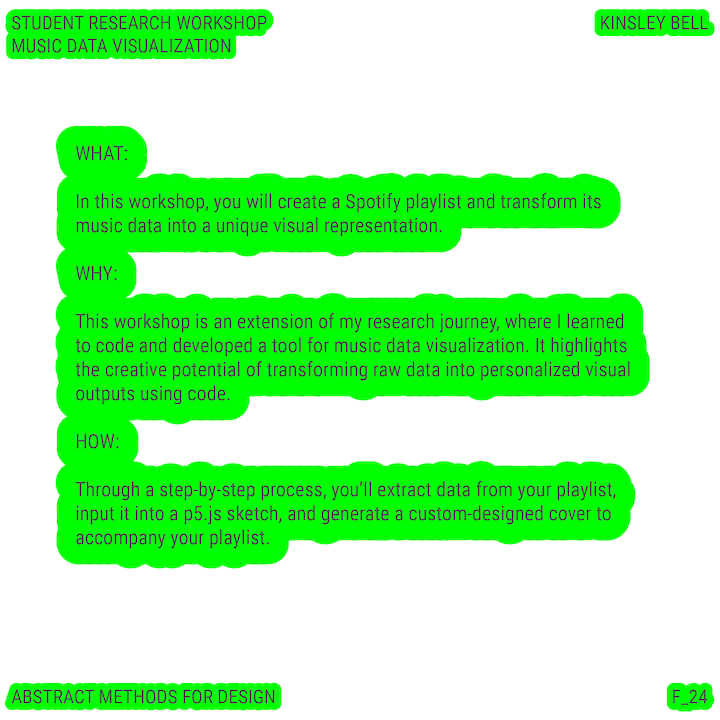 STUDENT RESEARCH WORKSHOP
MUSIC DATA VISUALIZATION
KINSLEY BELL
WHAT:
In this workshop, you will create a Spotify playlist and transform its
music data into a unique visual representation.
WHY:
This workshop is an extension of my research journey, where I learned
to code and developed a tool for music data visualization. It highlights
the creative potential of transforming raw data into personalized visual
outputs using code.
HOW:
Through a step-by-step process, you’ll extract data from your playlist,
input it into a p5.js sketch, and generate a custom-designed cover to
accompany your playlist.
ABSTRACT METHODS FOR DESIGN
F_24